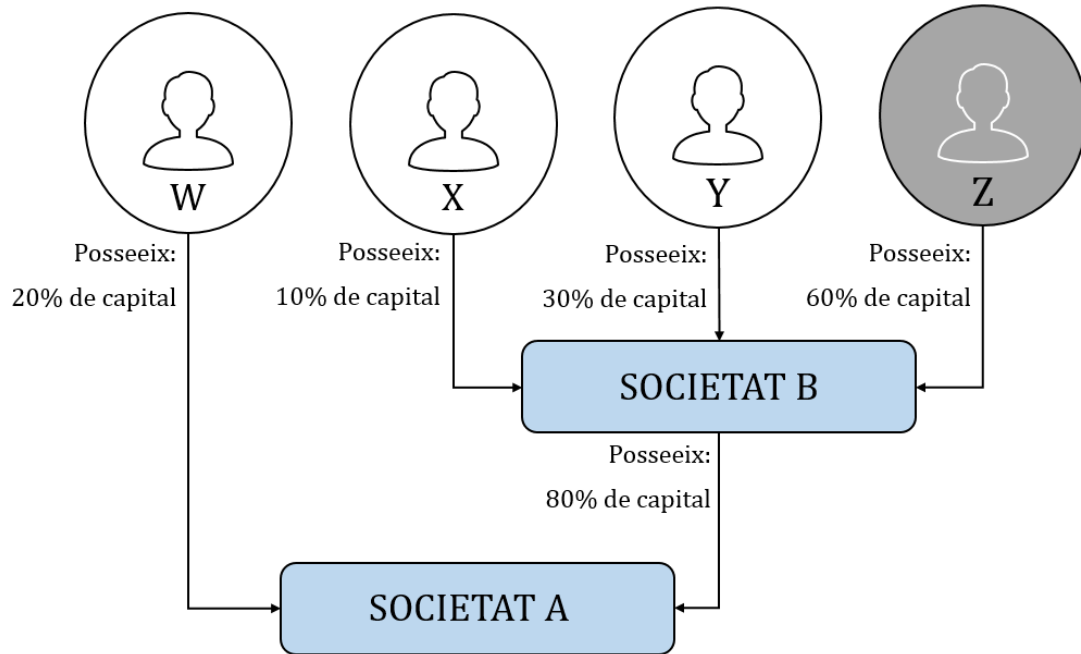 W
X
Y
Z
Posseeix:
20% de capital
Posseeix:
10% de capital
Posseeix:
30% de capital
Posseeix:
60% de capital
SOCIETAT B
Posseeix:
80% de capital
SOCIETAT A